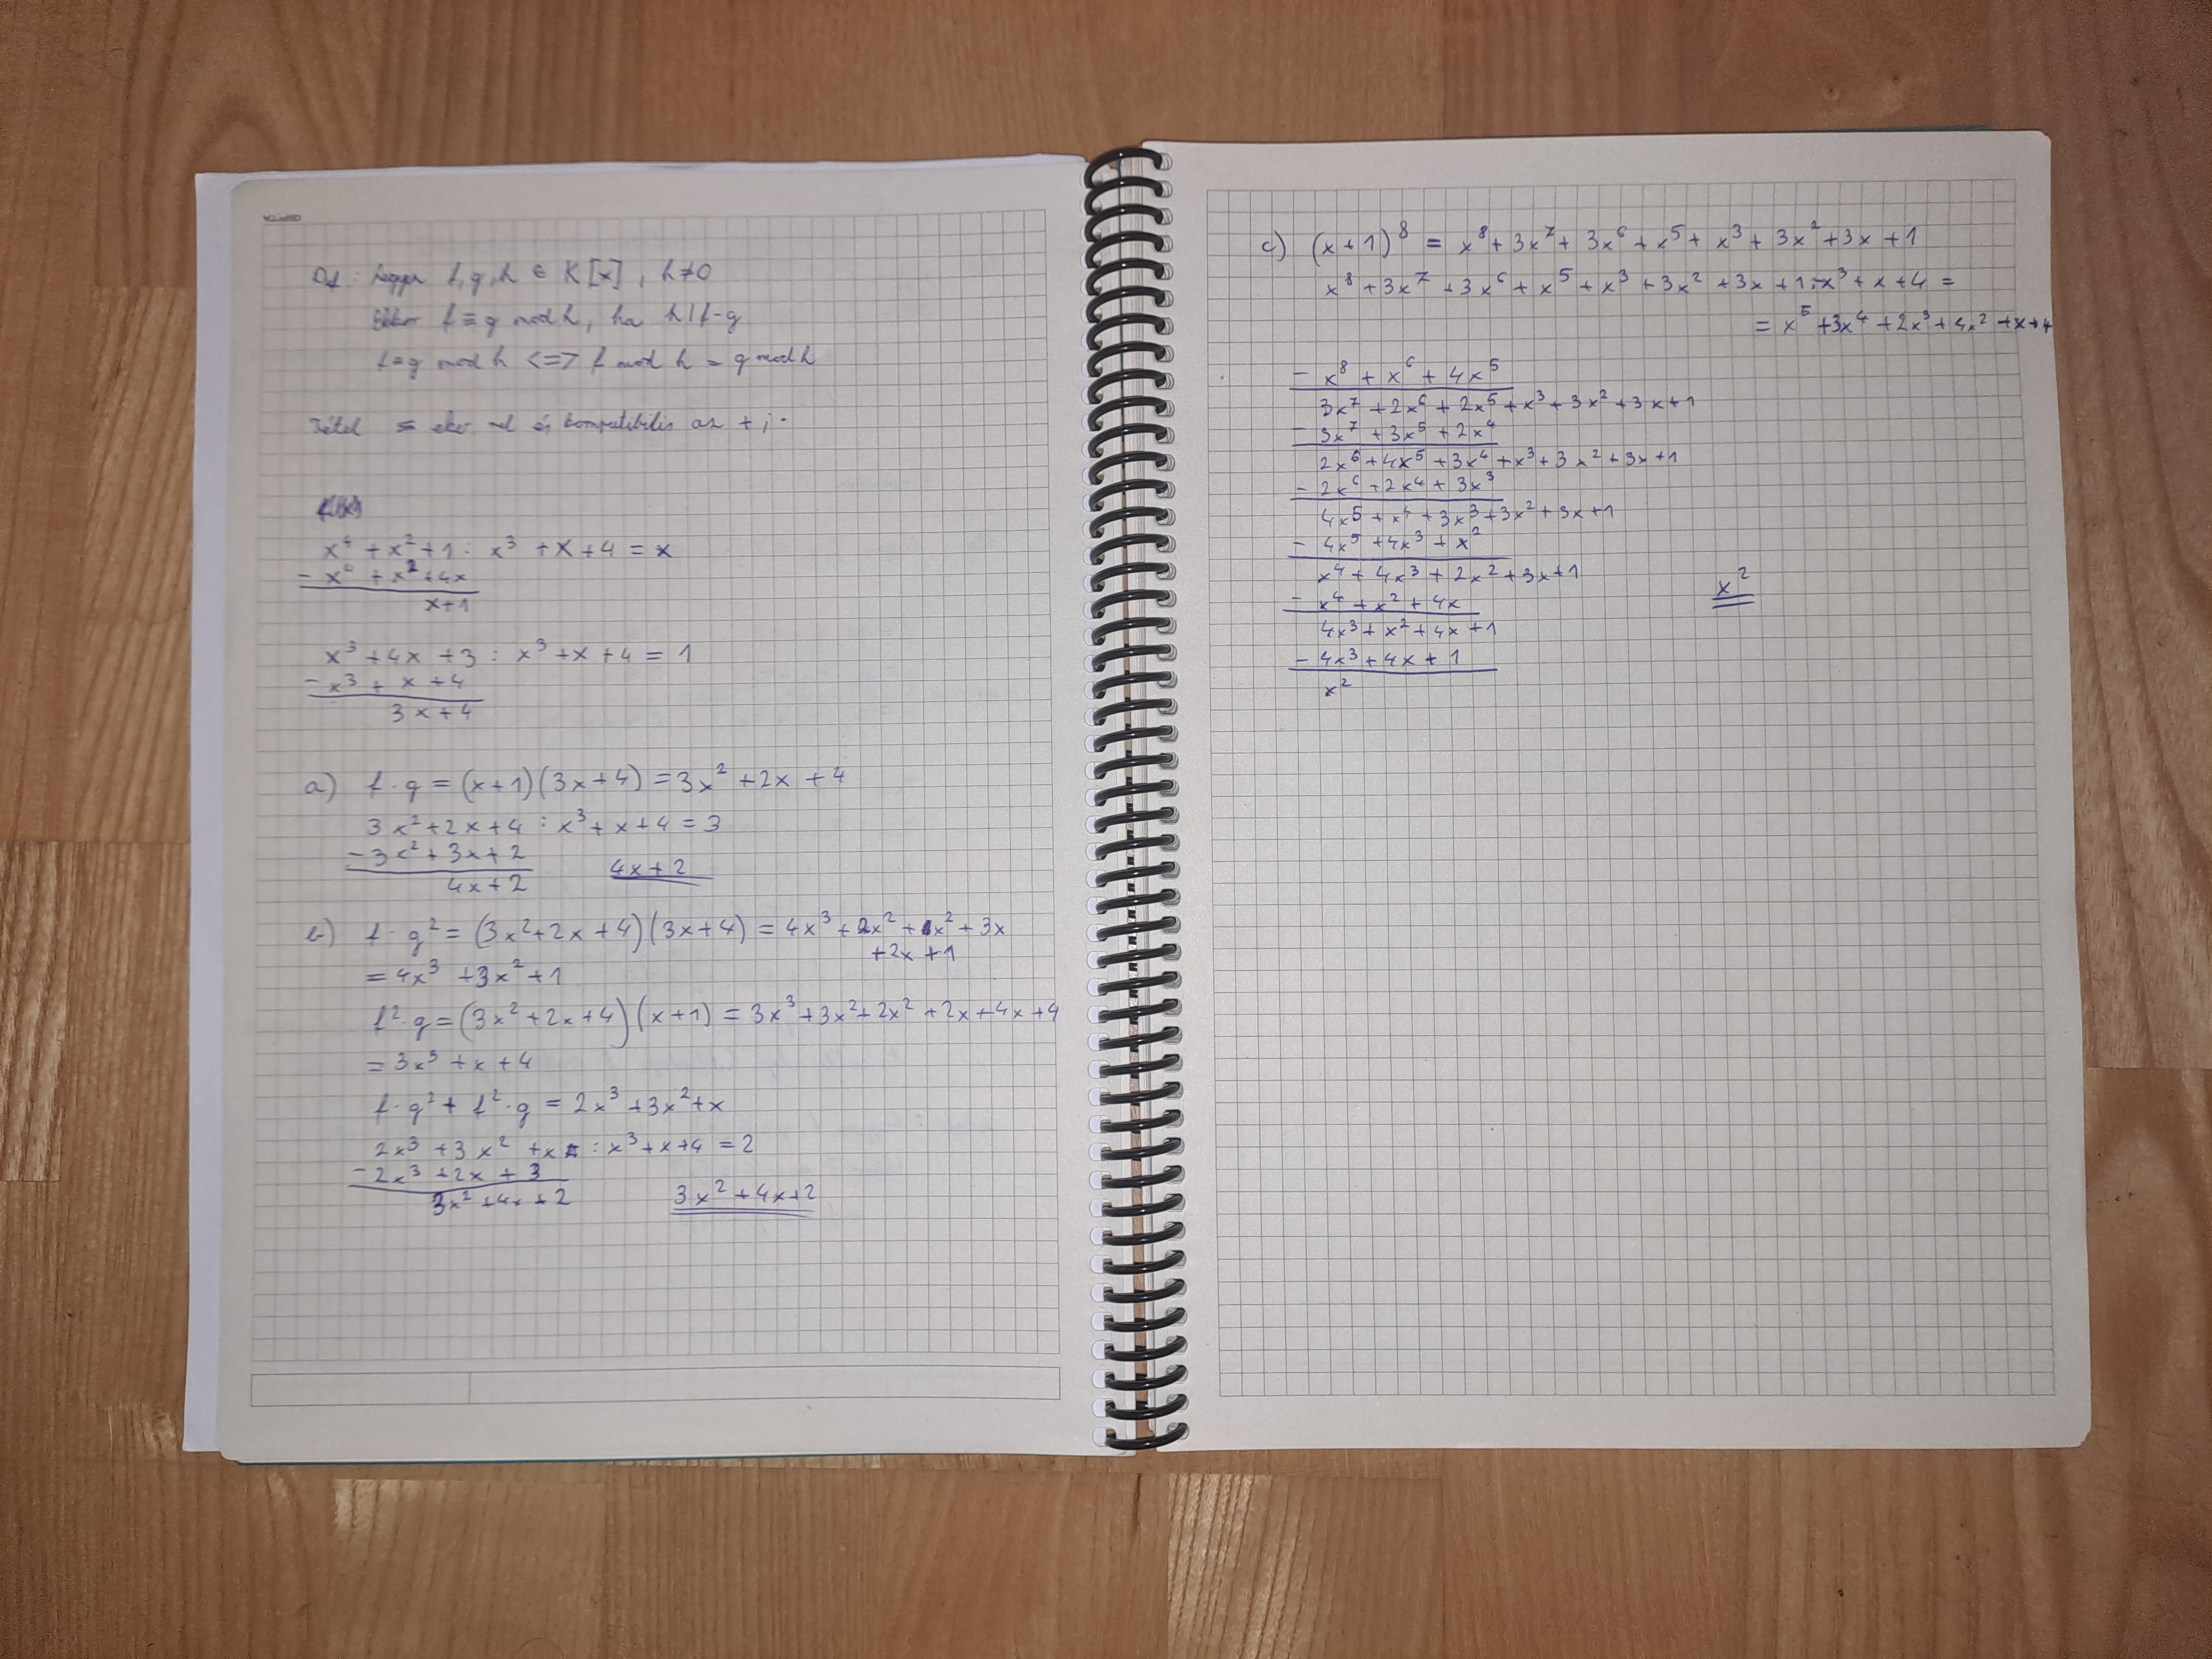 Def: Legyen f, g, h ∈ K[x], h≠0
Ekkor f ≡ g mod h, ha h|f-g
f≡g mod h <=> f mod h = g mod h
Tétel ≡ ekv. rel és kompatibilis az +, ·
x⁴ + x² + 1 : x³ + x + 4 = x
- x⁴ + x² + 4x
x+1
x³ + 4x + 3 : x³ + x + 4 = 1
- x³ + x + 4
3x + 4
a) f · g = (x+1)(3x+4) = 3x² + 2x + 4
3x² + 2x + 4 : x³ + x + 4 = 3
- 3x² + 3x + 2
4x + 2
4x + 2
b) f · g² = (3x² + 2x + 4)(3x + 4) = 4x³ + 2x² + 1x² + 3x
+ 2x + 1
= 4x³ + 3x² + 1
f² · g = (3x² + 2x + 4)(x + 1) = 3x³ + 3x² + 2x² + 2x + 4x + 4
= 3x³ + x + 4
f · g² + f² · g = 2x³ + 3x² + x
2x³ + 3x² + x : x³ + x + 4 = 2
- 2x³ + 2x + 3
3x² + 4x + 2
3x² + 4x + 2
c) (x+1)⁸ = x⁸ + 3x⁷ + 3x⁶ + x⁵ + x³ + 3x² + 3x + 1
x⁸ + 3x⁷ + 3x⁶ + x⁵ + x³ + 3x² + 3x + 1 : x³ + x + 4 =
= x⁵ + 3x⁴ + 2x³ + 4x² + x + 4
- x⁸ + x⁶ + 4x⁵
3x⁷ + 2x⁶ + 2x⁵ + x³ + 3x² + 3x + 1
- 3x⁷ + 3x⁵ + 2x⁴
2x⁶ + 4x⁵ + 3x⁴ + x³ + 3x² + 3x + 1
- 2x⁶ + 2x⁴ + 3x³
4x⁵ + x⁴ + 3x³ + 3x² + 3x + 1
- 4x⁵ + 4x³ + x²
x⁴ + 4x³ + 2x² + 3x + 1
- x⁴ + x² + 4x
4x³ + x² + 4x + 1
- 4x³ + 4x + 1
x²
x²